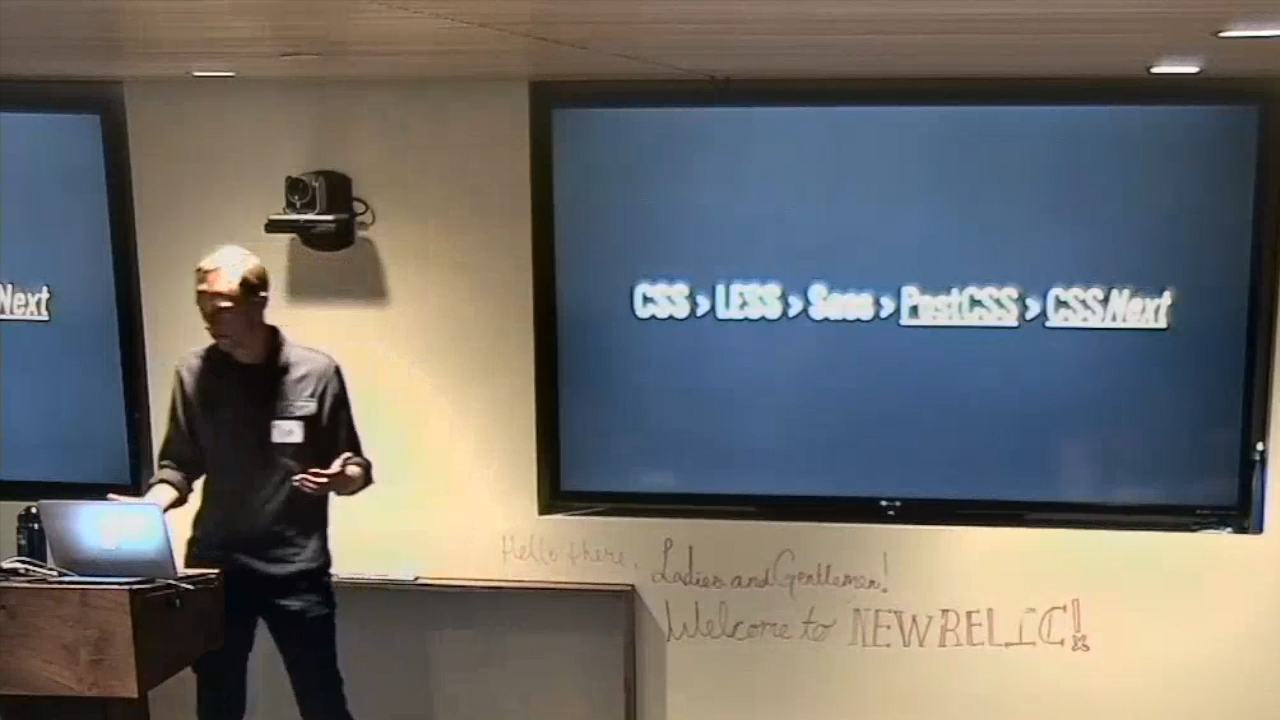 Next
CSS > LESS > Sass > PostCSS > CSSNext
Hello there, Ladies and Gentlemen!
Welcome to NEWRELIC!